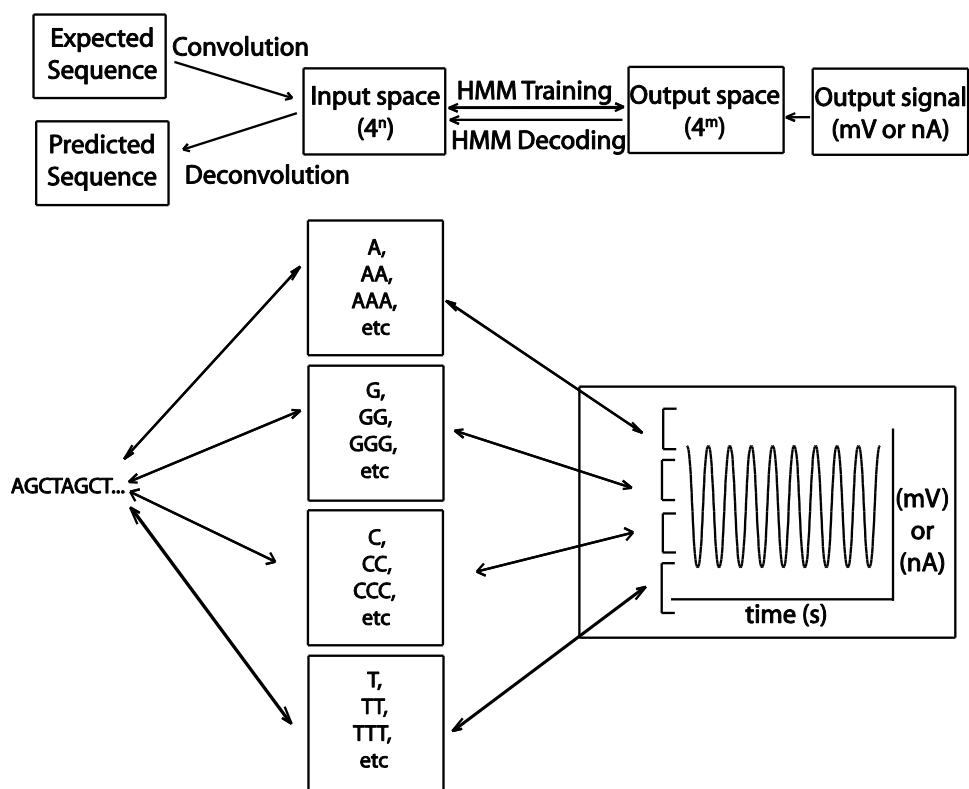 Expected
Sequence
Convolution
Predicted
Sequence
Deconvolution
Input space
(4ⁿ)
HMM Training
HMM Decoding
Output space
(4ᵐ)
Output signal
(mV or nA)
AGCTAGCT...
A,
AA,
AAA,
etc
G,
GG,
GGG,
etc
C,
CC,
CCC,
etc
T,
TT,
TTT,
etc
(mV)
or
(nA)
time (s)